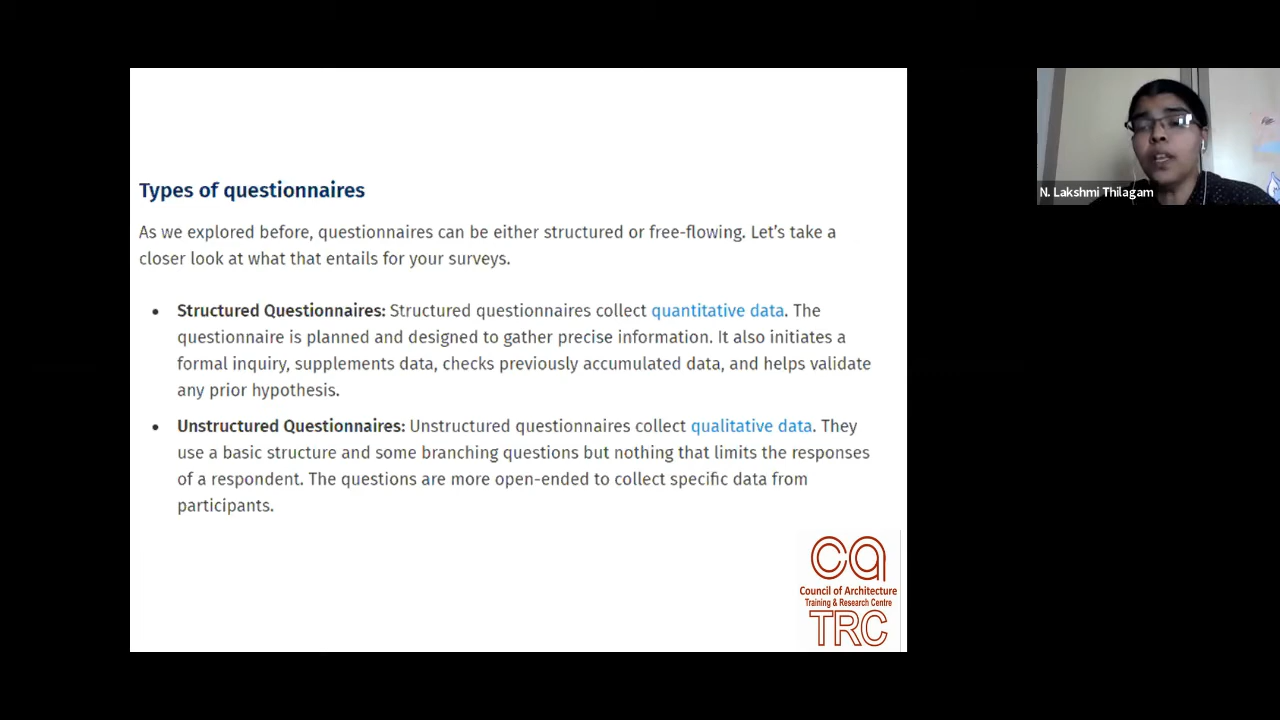 Types of questionnaires
As we explored before, questionnaires can be either structured or free-flowing. Let’s take a
closer look at what that entails for your surveys.
• Structured Questionnaires: Structured questionnaires collect quantitative data. The
questionnaire is planned and designed to gather precise information. It also initiates a
formal inquiry, supplements data, checks previously accumulated data, and helps validate
any prior hypothesis.
• Unstructured Questionnaires: Unstructured questionnaires collect qualitative data. They
use a basic structure and some branching questions but nothing that limits the responses
of a respondent. The questions are more open-ended to collect specific data from
participants.
ca
Council of Architecture
Training & Research Centre
TRC
N. Lakshmi Thilagam